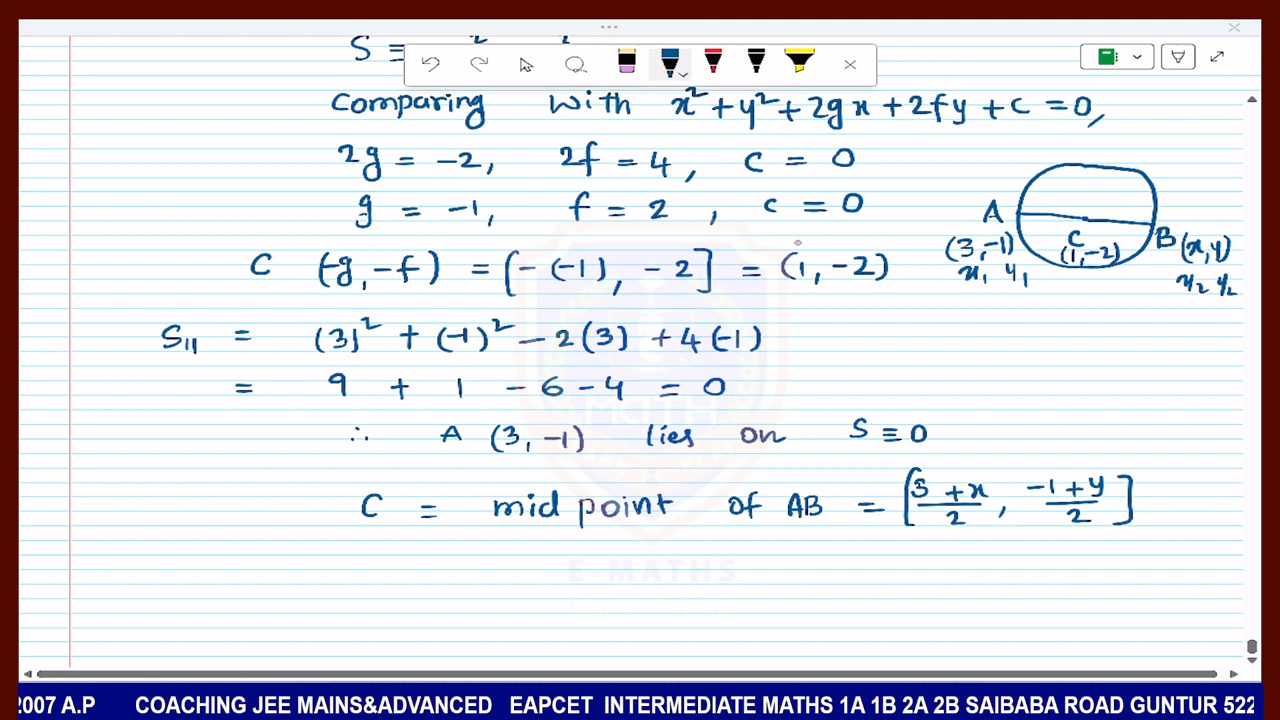 S ≡
Comparing with x² + y² + 2gx + 2fy + c = 0,
2g = -2, 2f = 4, c = 0
g = -1, f = 2, c = 0
C (-g, -f) = [-(-1), -2] = (1, -2)
A
B (x, y)
(3, -1)
x₁ y₁
C
(1, -2)
x₂ y₂
S₁₁ = (3)² + (-1)² - 2(3) + 4(-1)
= 9 + 1 - 6 - 4 = 0
∴ A (3, -1) lies on S ≡ 0
C = mid point of AB = [3 + x/2, -1 + y/2]
MATH
E-MATHS
2007 A.P COACHING JEE MAINS&ADVANCED EAPCET INTERMEDIATE MATHS 1A 1B 2A 2B SAIBABA ROAD GUNTUR 522